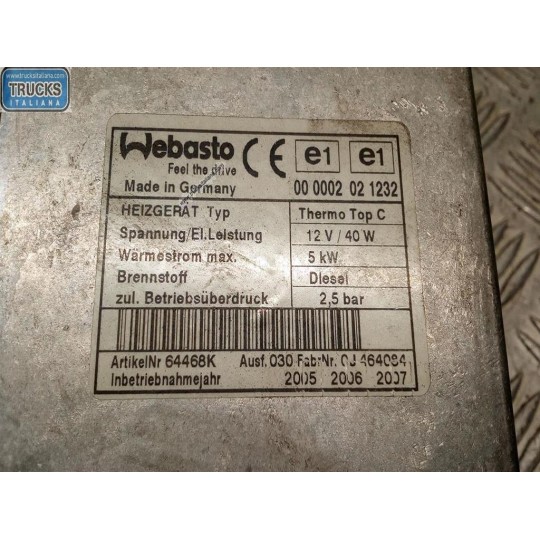 www.trucksitaliana.com
TRUCKS
ITALIANA
Webasto CE e1 e1
Feel the drive
Made in Germany 00 0002 02 1232
HEIZGERÄT Typ Thermo Top C
Spannung/El.Leistung 12 V / 40 W
Wärmestrom max. 5 kW
Brennstoff Diesel
zul. Betriebsüberdruck 2,5 bar
ArtikelNr 64468K Ausf. 030 FabrNr.
Inbetriebnahmejahr 2005 2006 2007